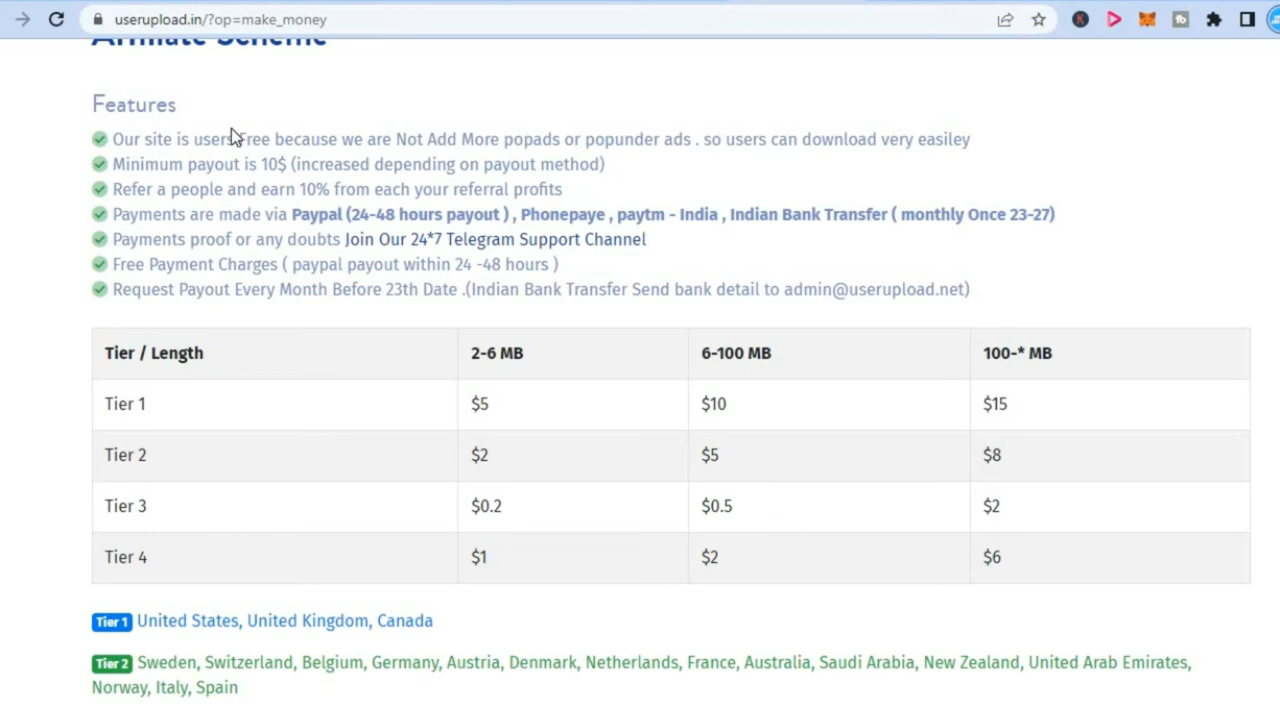 userupload.in/?op=make_money
Affiliate Scheme
Features
Our site is users Free because we are Not Add More popads or popunder ads . so users can download very easiley
Minimum payout is 10$ (increased depending on payout method)
Refer a people and earn 10% from each your referral profits
Payments are made via Paypal (24-48 hours payout ) , Phonepaye , paytm - India , Indian Bank Transfer ( monthly Once 23-27)
Payments proof or any doubts Join Our 24*7 Telegram Support Channel
Free Payment Charges ( paypal payout within 24 -48 hours )
Request Payout Every Month Before 23th Date .(Indian Bank Transfer Send bank detail to admin@userupload.net)
Tier / Length 2-6 MB 6-100 MB 100-* MB
Tier 1 $5 $10 $15
Tier 2 $2 $5 $8
Tier 3 $0.2 $0.5 $2
Tier 4 $1 $2 $6
Tier 1 United States, United Kingdom, Canada
Tier 2 Sweden, Switzerland, Belgium, Germany, Austria, Denmark, Netherlands, France, Australia, Saudi Arabia, New Zealand, United Arab Emirates,
Norway, Italy, Spain